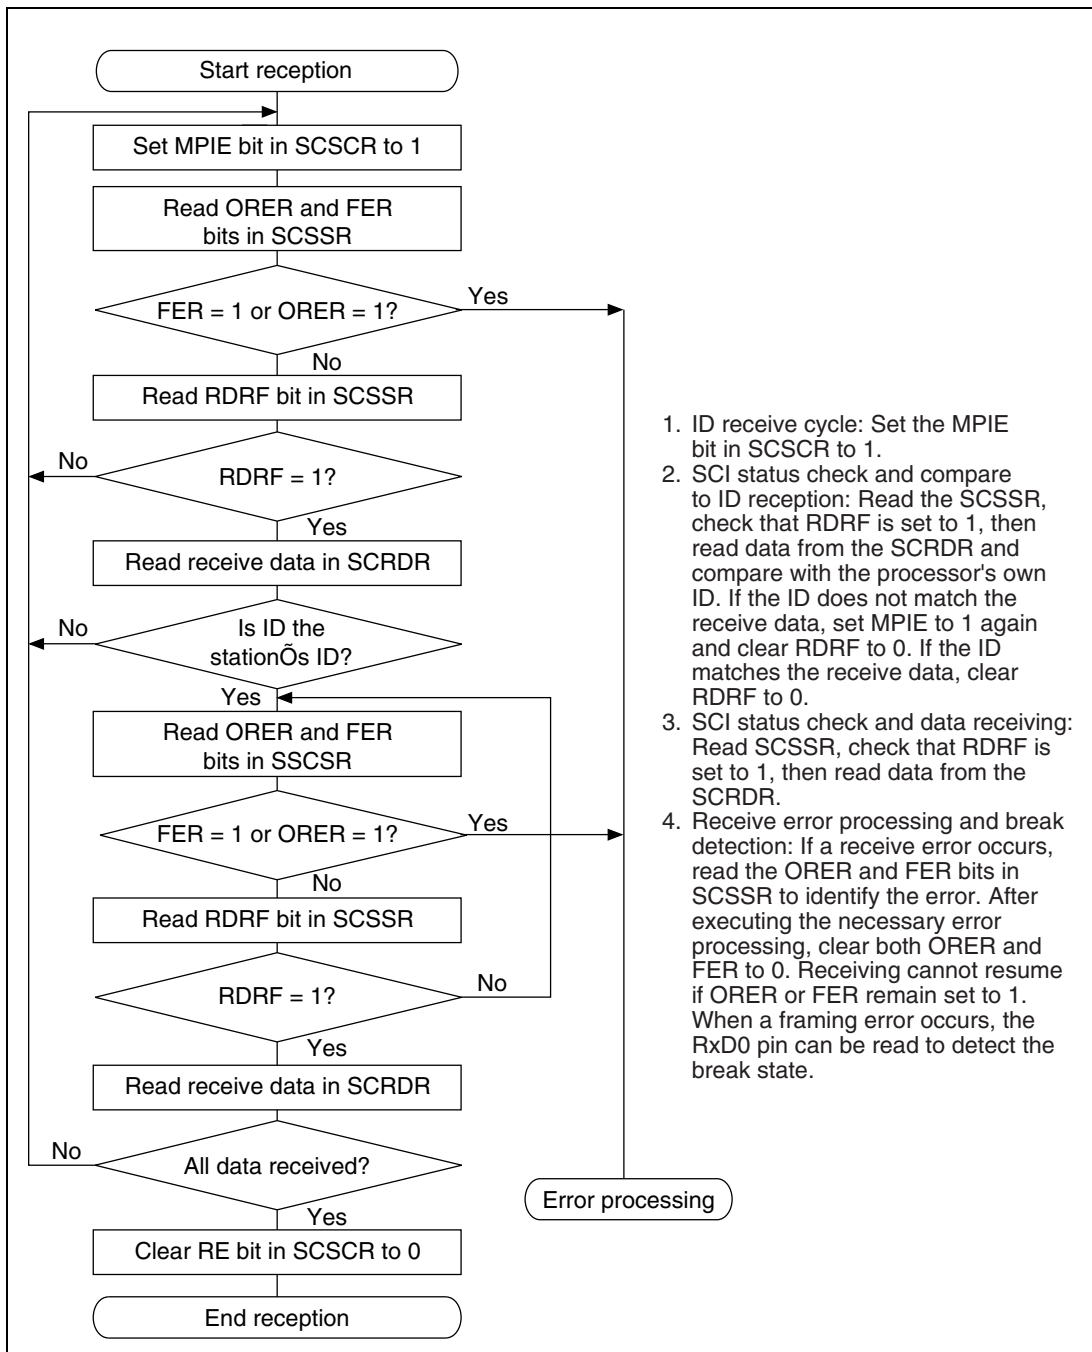 Start reception
Set MPIE bit in SCSCR to 1
Read ORER and FER
bits in SCSSR
FER = 1 or ORER = 1?
Yes
No
Read RDRF bit in SCSSR
RDRF = 1?
No
Yes
Read receive data in SCRDR
Is ID the
stationÕs ID?
No
Yes
Read ORER and FER
bits in SSCSR
FER = 1 or ORER = 1?
Yes
No
Read RDRF bit in SCSSR
RDRF = 1?
No
Yes
Read receive data in SCRDR
All data received?
No
Yes
Clear RE bit in SCSCR to 0
End reception
Error processing
1. ID receive cycle: Set the MPIE
bit in SCSCR to 1.
2. SCI status check and compare
to ID reception: Read the SCSSR,
check that RDRF is set to 1, then
read data from the SCRDR and
compare with the processor's own
ID. If the ID does not match the
receive data, set MPIE to 1 again
and clear RDRF to 0. If the ID
matches the receive data, clear
RDRF to 0.
3. SCI status check and data receiving:
Read SCSSR, check that RDRF is
set to 1, then read data from the
SCRDR.
4. Receive error processing and break
detection: If a receive error occurs,
read the ORER and FER bits in
SCSSR to identify the error. After
executing the necessary error
processing, clear both ORER and
FER to 0. Receiving cannot resume
if ORER or FER remain set to 1.
When a framing error occurs, the
RxD0 pin can be read to detect the
break state.